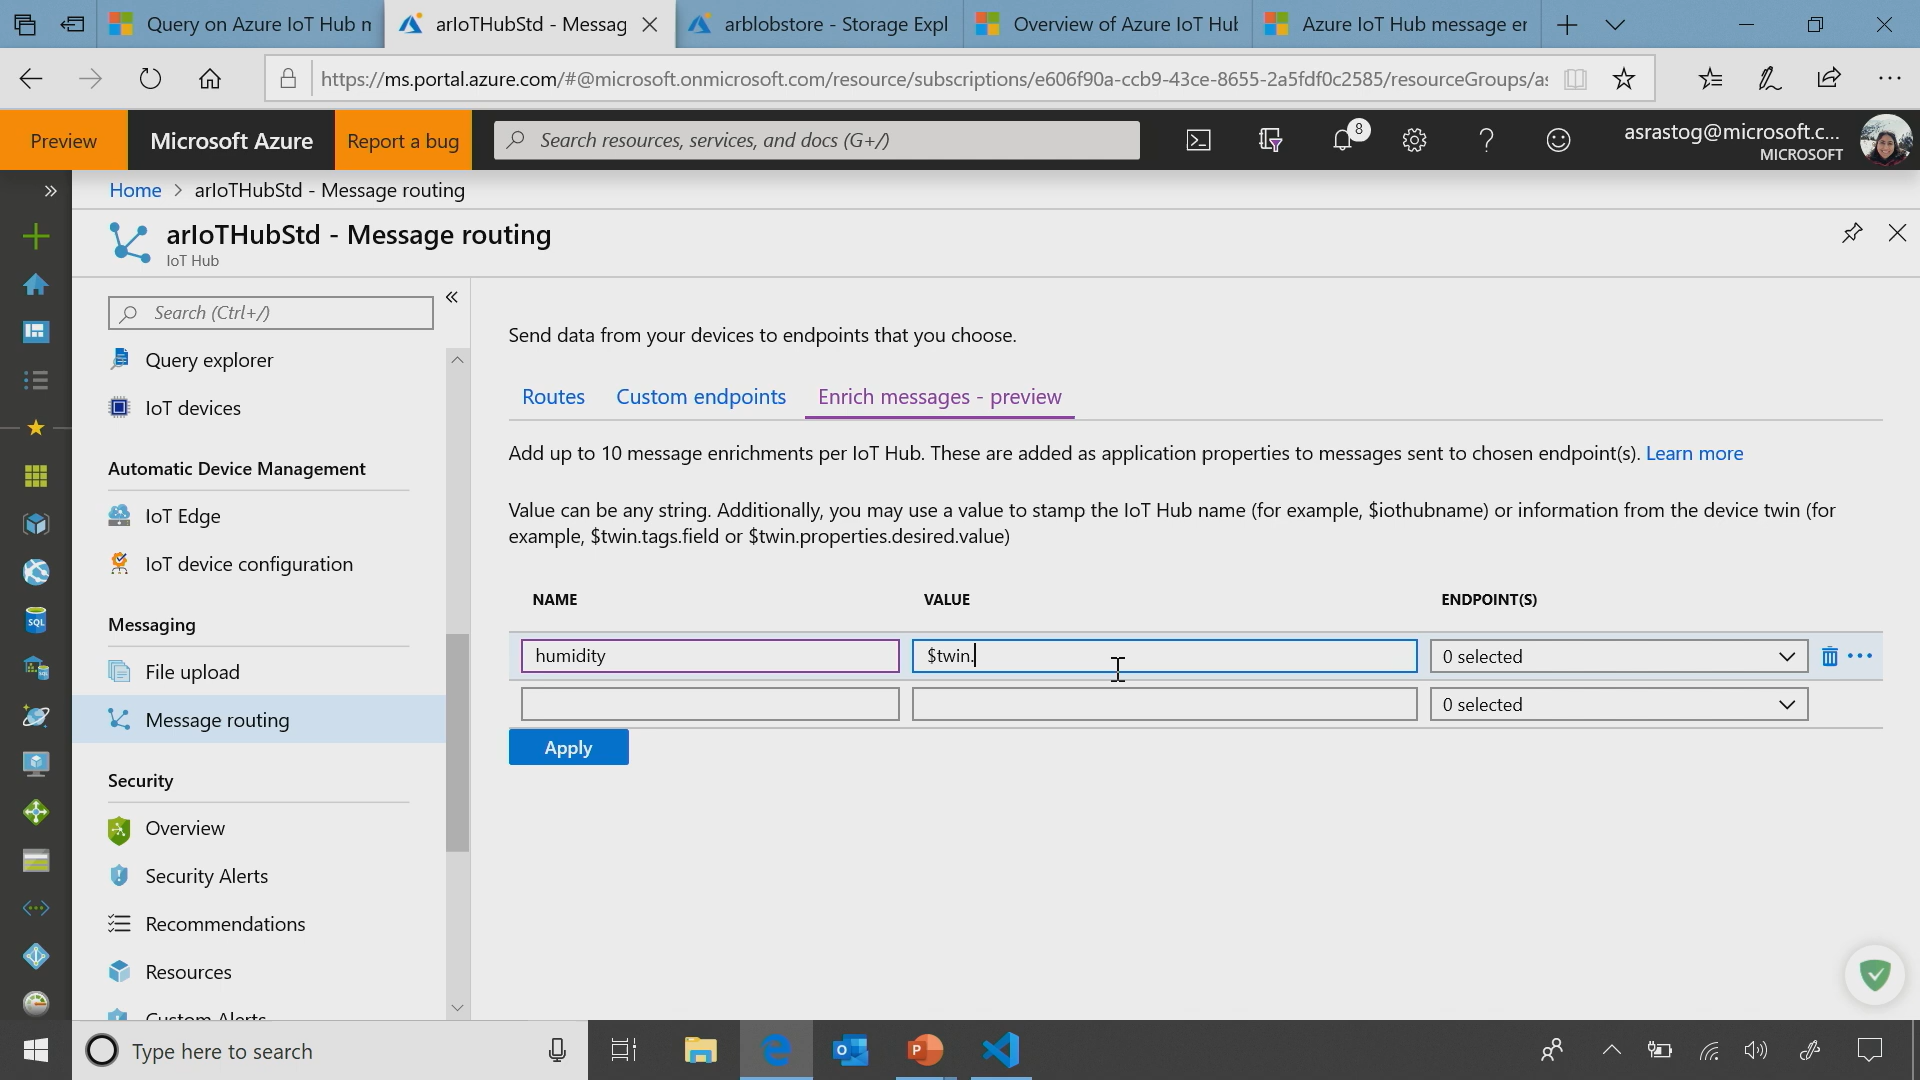 Query on Azure IoT Hub m
arIoTHubStd - Messag
arblobstore - Storage Expl
Overview of Azure IoT Hub
Azure IoT Hub message en
https://ms.portal.azure.com/#@microsoft.onmicrosoft.com/resource/subscriptions/e606f90a-ccb9-43ce-8655-2a5fdf0c2585/resourceGroups/as
Preview
Microsoft Azure
Report a bug
Search resources, services, and docs (G+/)
8
asrastog@microsoft.c...
MICROSOFT
Home > arIoTHubStd - Message routing
arIoTHubStd - Message routing
IoT Hub
Search (Ctrl+/)
Query explorer
IoT devices
Automatic Device Management
IoT Edge
IoT device configuration
Messaging
File upload
Message routing
Security
Overview
Security Alerts
Recommendations
Resources
Custom Alerts
Send data from your devices to endpoints that you choose.
Routes
Custom endpoints
Enrich messages - preview
Add up to 10 message enrichments per IoT Hub. These are added as application properties to messages sent to chosen endpoint(s). Learn more
Value can be any string. Additionally, you may use a value to stamp the IoT Hub name (for example, $iothubname) or information from the device twin (for
example, $twin.tags.field or $twin.properties.desired.value)
NAME VALUE ENDPOINT(S)
humidity $twin. 0 selected
0 selected
Apply
SQL
Type here to search